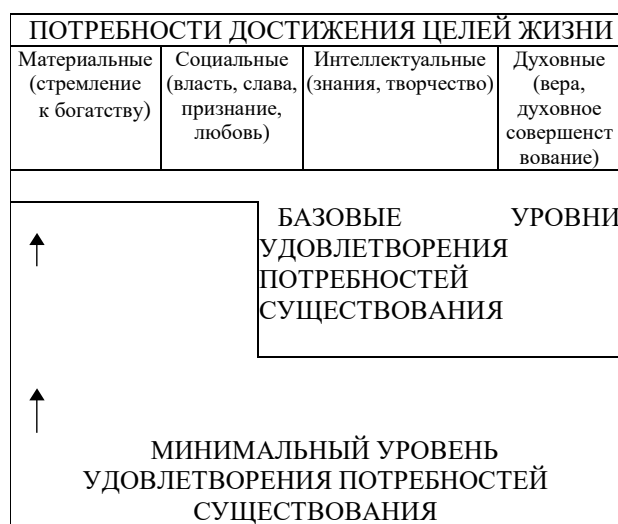 ПОТРЕБНОСТИ ДОСТИЖЕНИЯ ЦЕЛЕЙ ЖИЗНИ
Материальные
(стремление
к богатству)
Социальные
(власть, слава,
признание,
любовь)
Интеллектуальные
(знания, творчество)
Духовные
(вера,
духовное
совершенст
вование)
БАЗОВЫЕ УРОВНИ
УДОВЛЕТВОРЕНИЯ
ПОТРЕБНОСТЕЙ
СУЩЕСТВОВАНИЯ
МИНИМАЛЬНЫЙ УРОВЕНЬ
УДОВЛЕТВОРЕНИЯ ПОТРЕБНОСТЕЙ
СУЩЕСТВОВАНИЯ